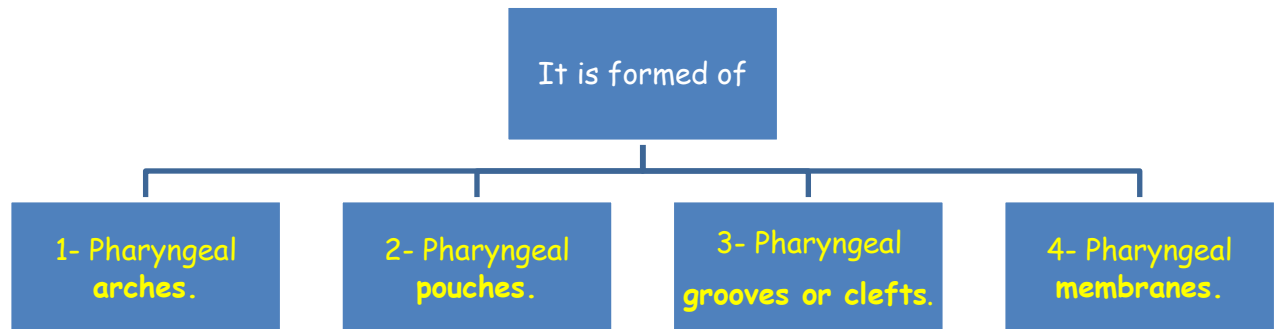 It is formed of
1- Pharyngeal
arches.
2- Pharyngeal
pouches.
3- Pharyngeal
grooves or clefts.
4- Pharyngeal
membranes.